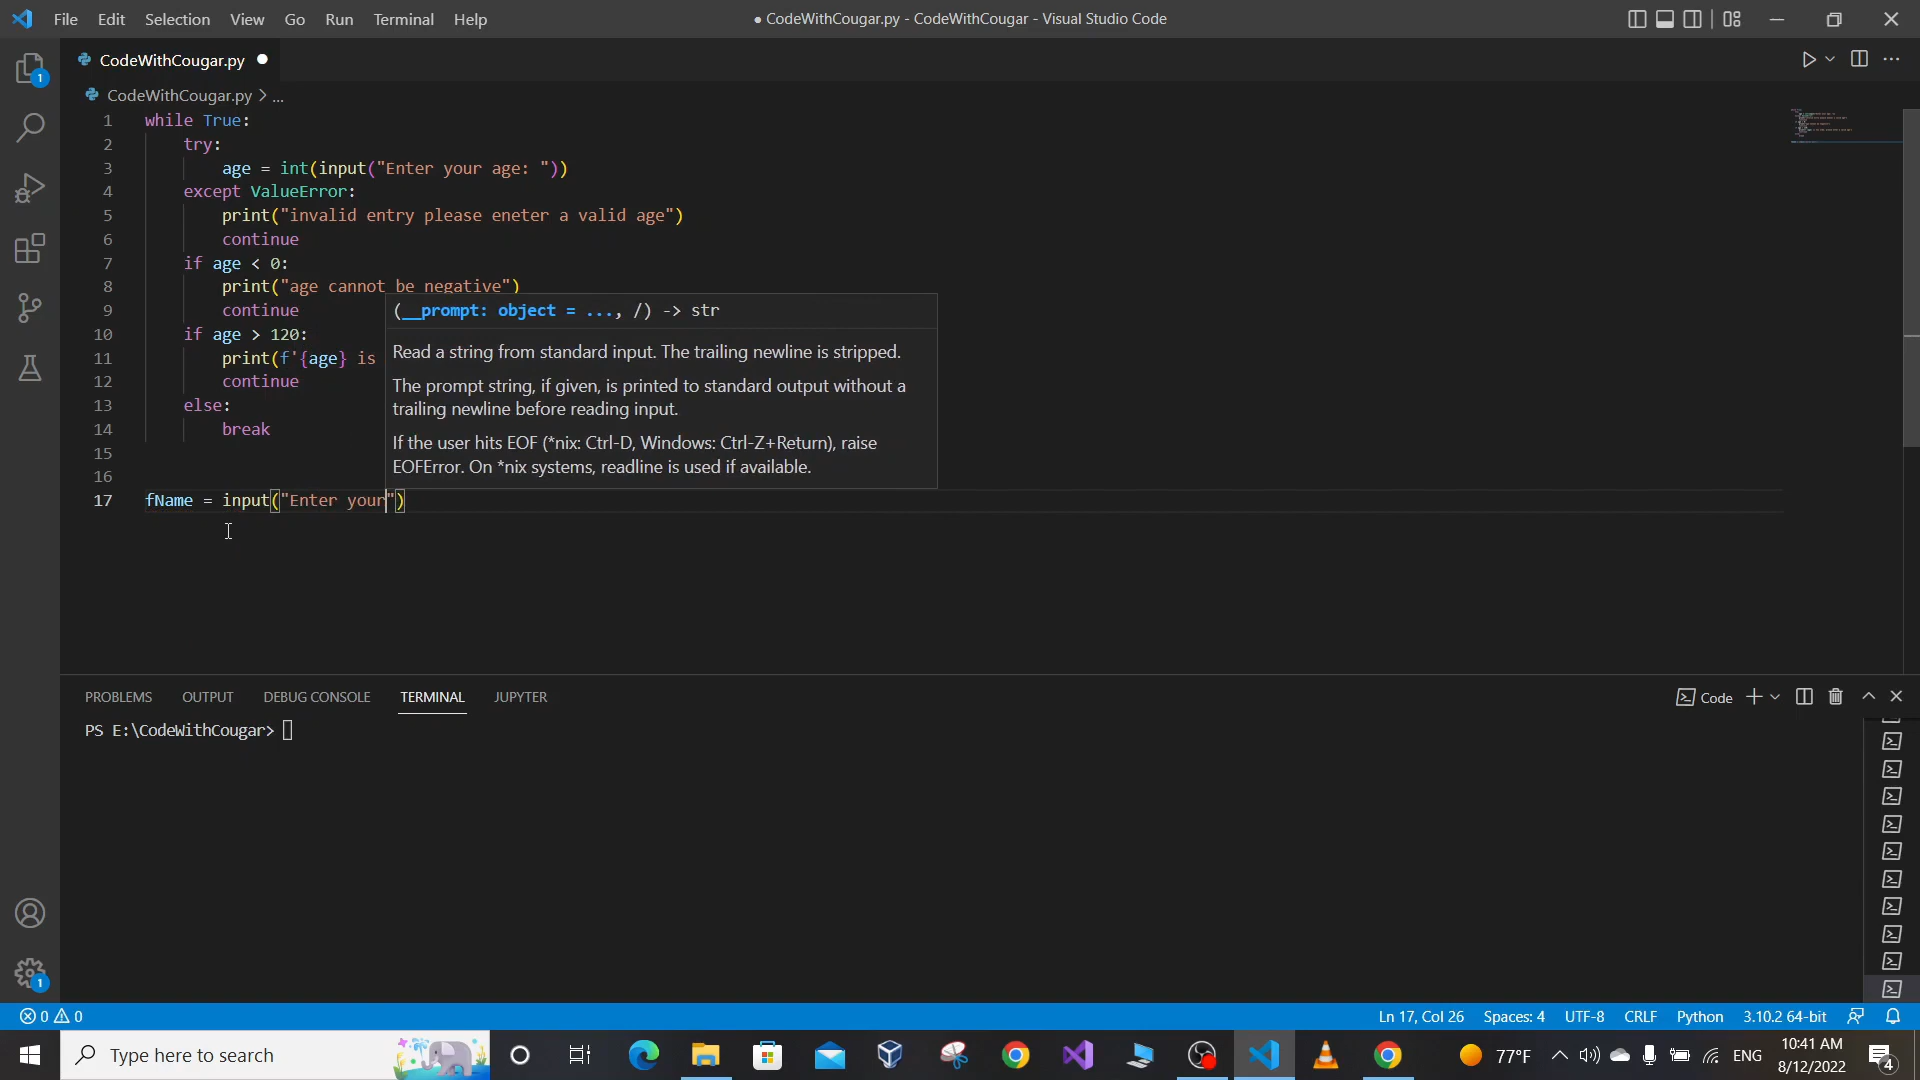 File Edit Selection View Go Run Terminal Help
● CodeWithCougar.py - CodeWithCougar - Visual Studio Code
CodeWithCougar.py
CodeWithCougar.py > ...
1 while True:
2 try:
3 age = int(input("Enter your age: "))
4 except ValueError:
5 print("invalid entry please eneter a valid age")
6 continue
7 if age < 0:
8 print("age cannot be negative")
9 continue
10 if age > 120:
11 print(f'{age} is
12 continue
13 else:
14 break
15
16
17 fName = input("Enter your")
(__prompt: object = ..., /) -> str
Read a string from standard input. The trailing newline is stripped.
The prompt string, if given, is printed to standard output without a
trailing newline before reading input.
If the user hits EOF (*nix: Ctrl-D, Windows: Ctrl-Z+Return), raise
EOFError. On *nix systems, readline is used if available.
PROBLEMS OUTPUT DEBUG CONSOLE TERMINAL JUPYTER
Code
PS E:\CodeWithCougar>
1
1
0 0
Ln 17, Col 26 Spaces: 4 UTF-8 CRLF Python 3.10.2 64-bit
Type here to search
77°F
ENG
10:41 AM
8/12/2022
4